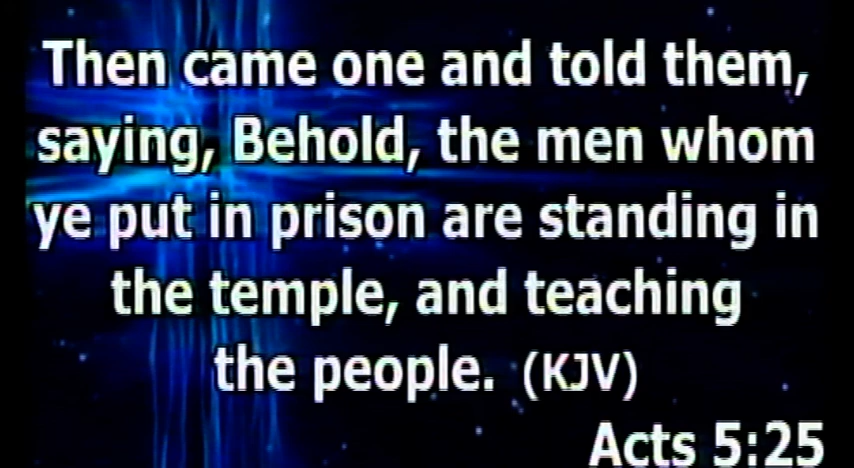 Then came one and told them,
saying, Behold, the men whom
ye put in prison are standing in
the temple, and teaching
the people. (KJV)
Acts 5:25